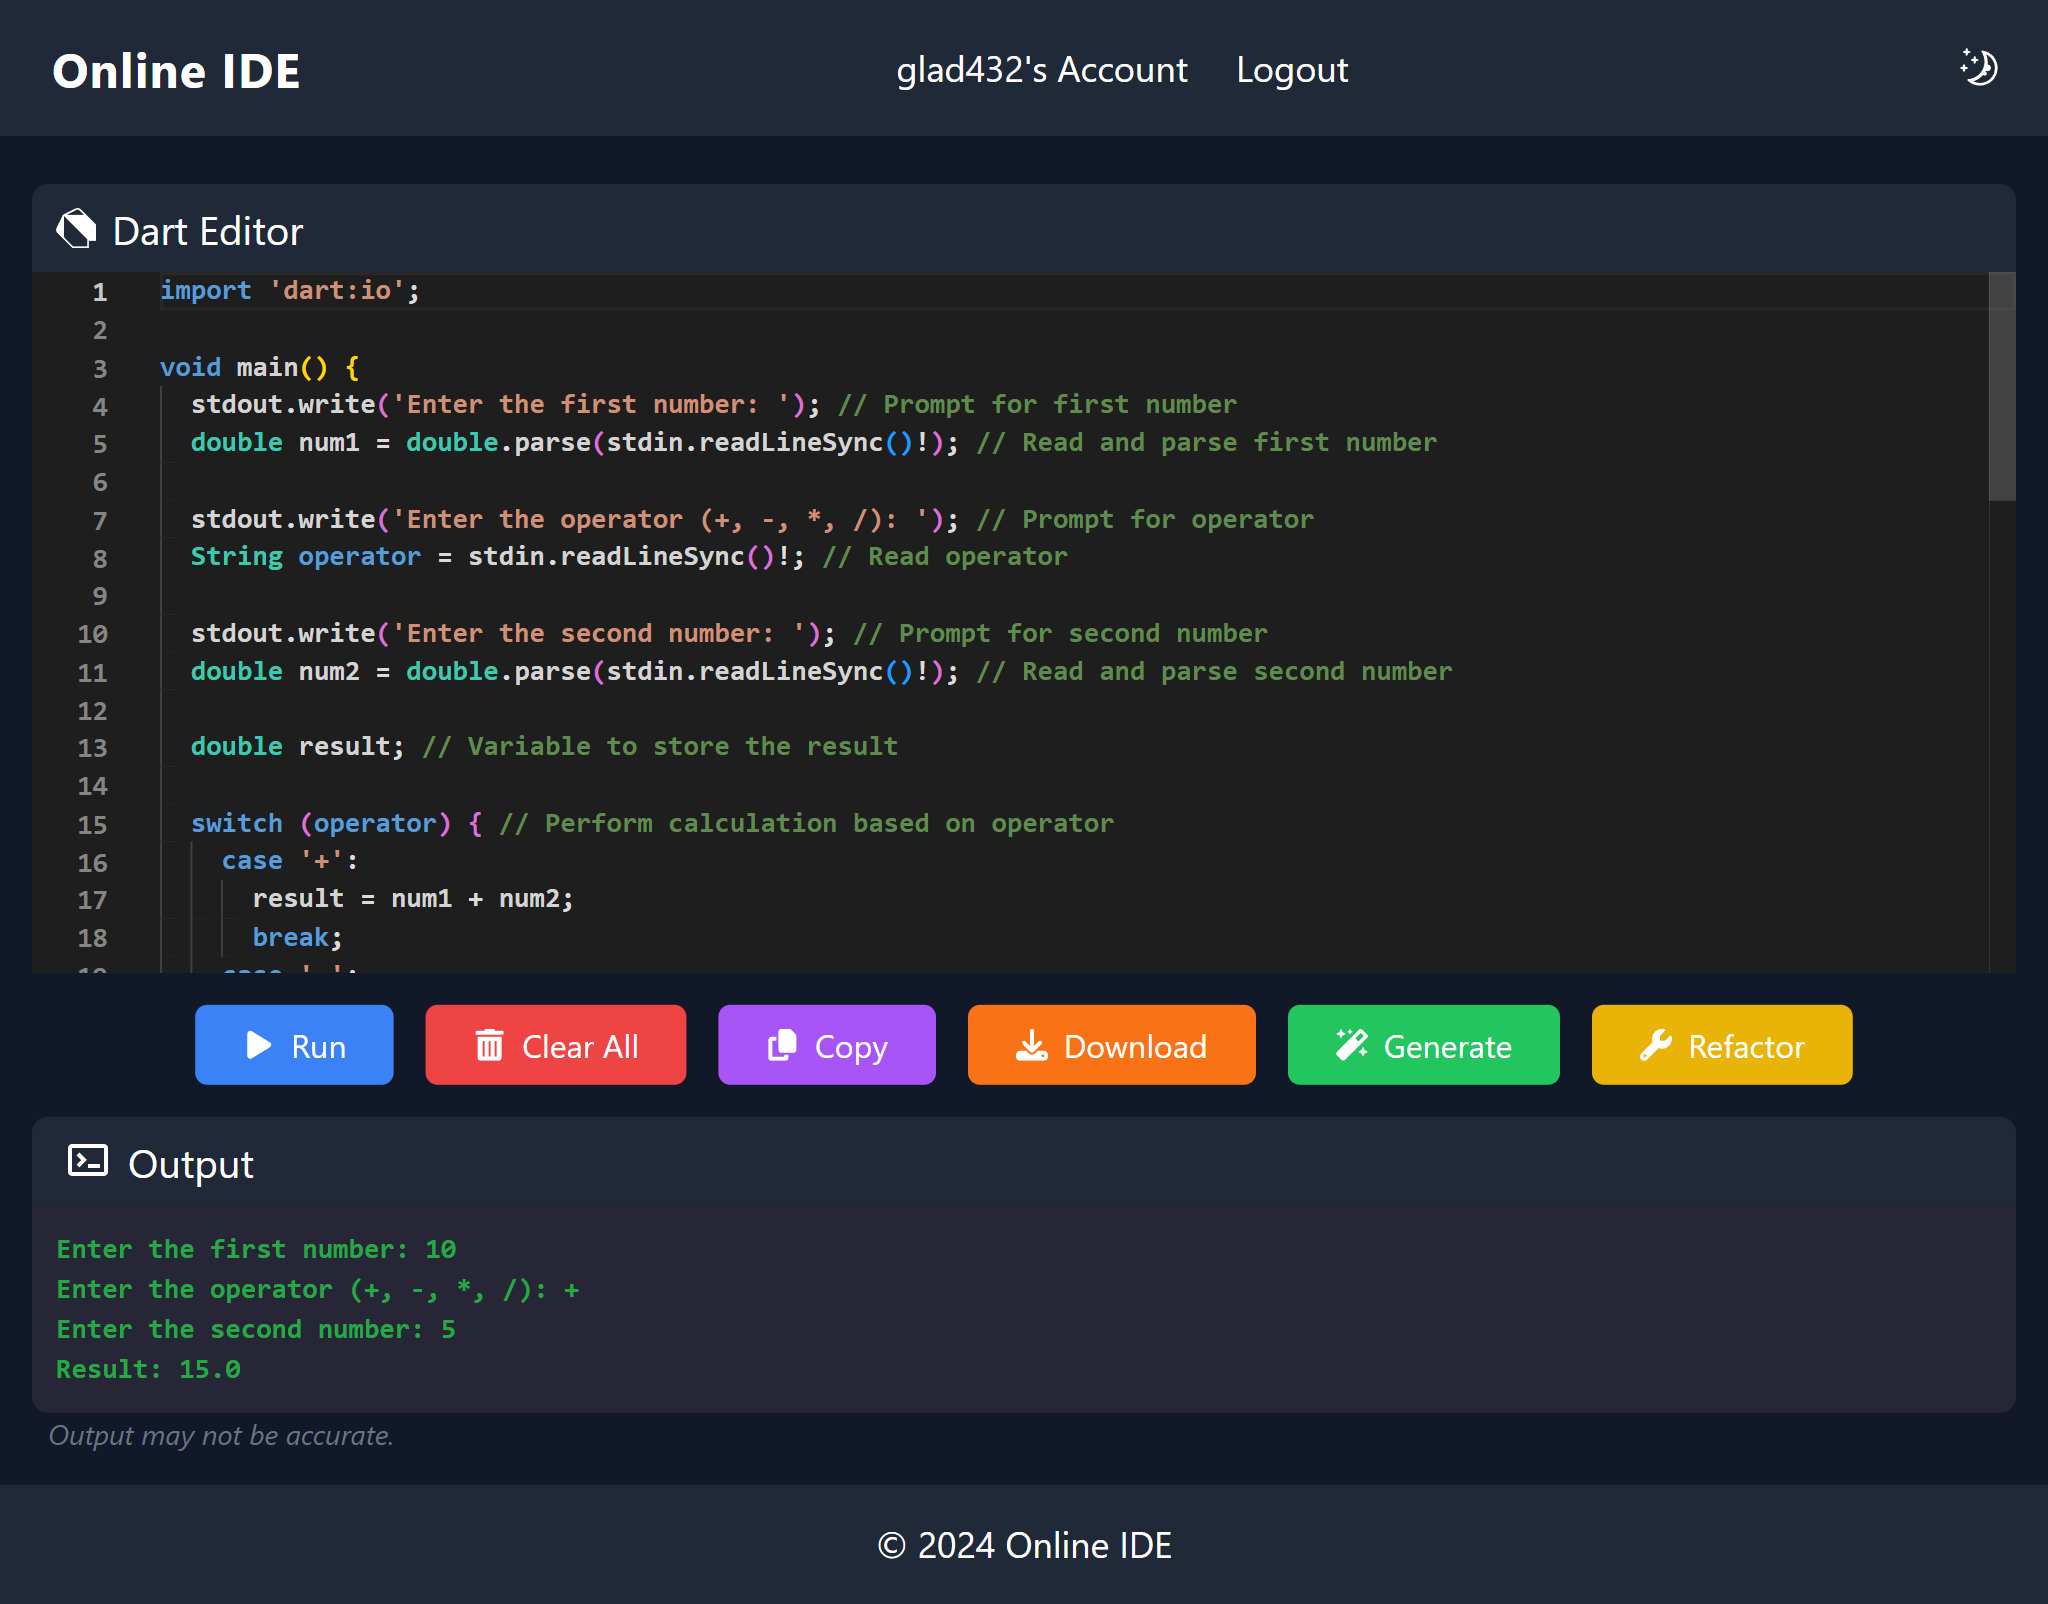 Online IDE
glad432's Account Logout
Dart Editor
1 import 'dart:io';
2
3 void main() {
4 stdout.write('Enter the first number: '); // Prompt for first number
5 double num1 = double.parse(stdin.readLineSync()!); // Read and parse first number
6
7 stdout.write('Enter the operator (+, -, *, /): '); // Prompt for operator
8 String operator = stdin.readLineSync()!; // Read operator
9
10 stdout.write('Enter the second number: '); // Prompt for second number
11 double num2 = double.parse(stdin.readLineSync()!); // Read and parse second number
12
13 double result; // Variable to store the result
14
15 switch (operator) { // Perform calculation based on operator
16 case '+':
17 result = num1 + num2;
18 break;
19 case '-':
Run Clear All Copy Download Generate Refactor
Output
Enter the first number: 10
Enter the operator (+, -, *, /): +
Enter the second number: 5
Result: 15.0
Output may not be accurate.
© 2024 Online IDE